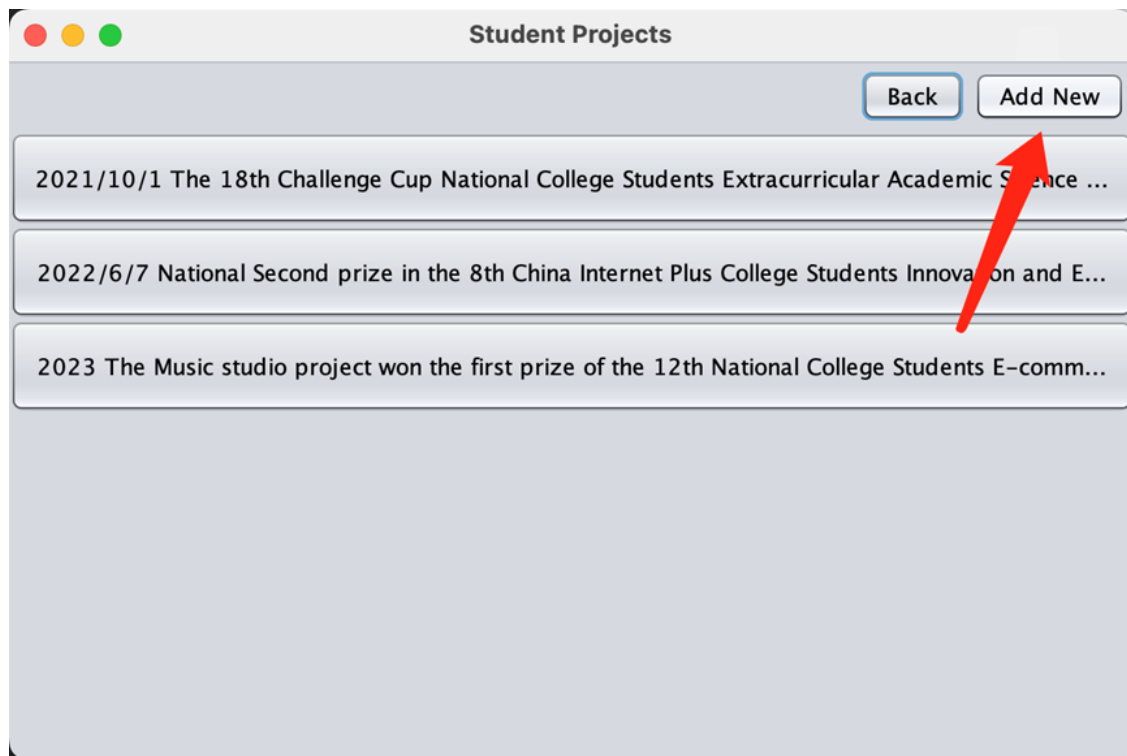 Student Projects
Back Add New
2021/10/1 The 18th Challenge Cup National College Students Extracurricular Academic Science ...
2022/6/7 National Second prize in the 8th China Internet Plus College Students Innovation and E...
2023 The Music studio project won the first prize of the 12th National College Students E-comm...